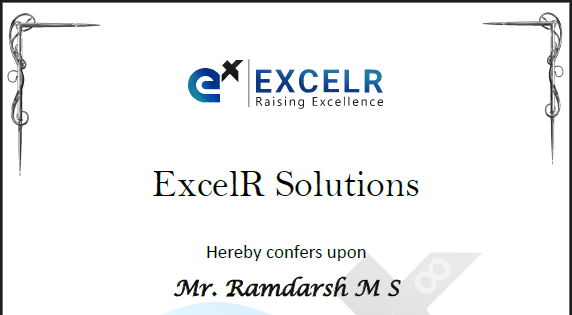 EXCELR
Raising Excellence
ExcelR Solutions
Hereby confers upon
Mr. Ramdarsh M S